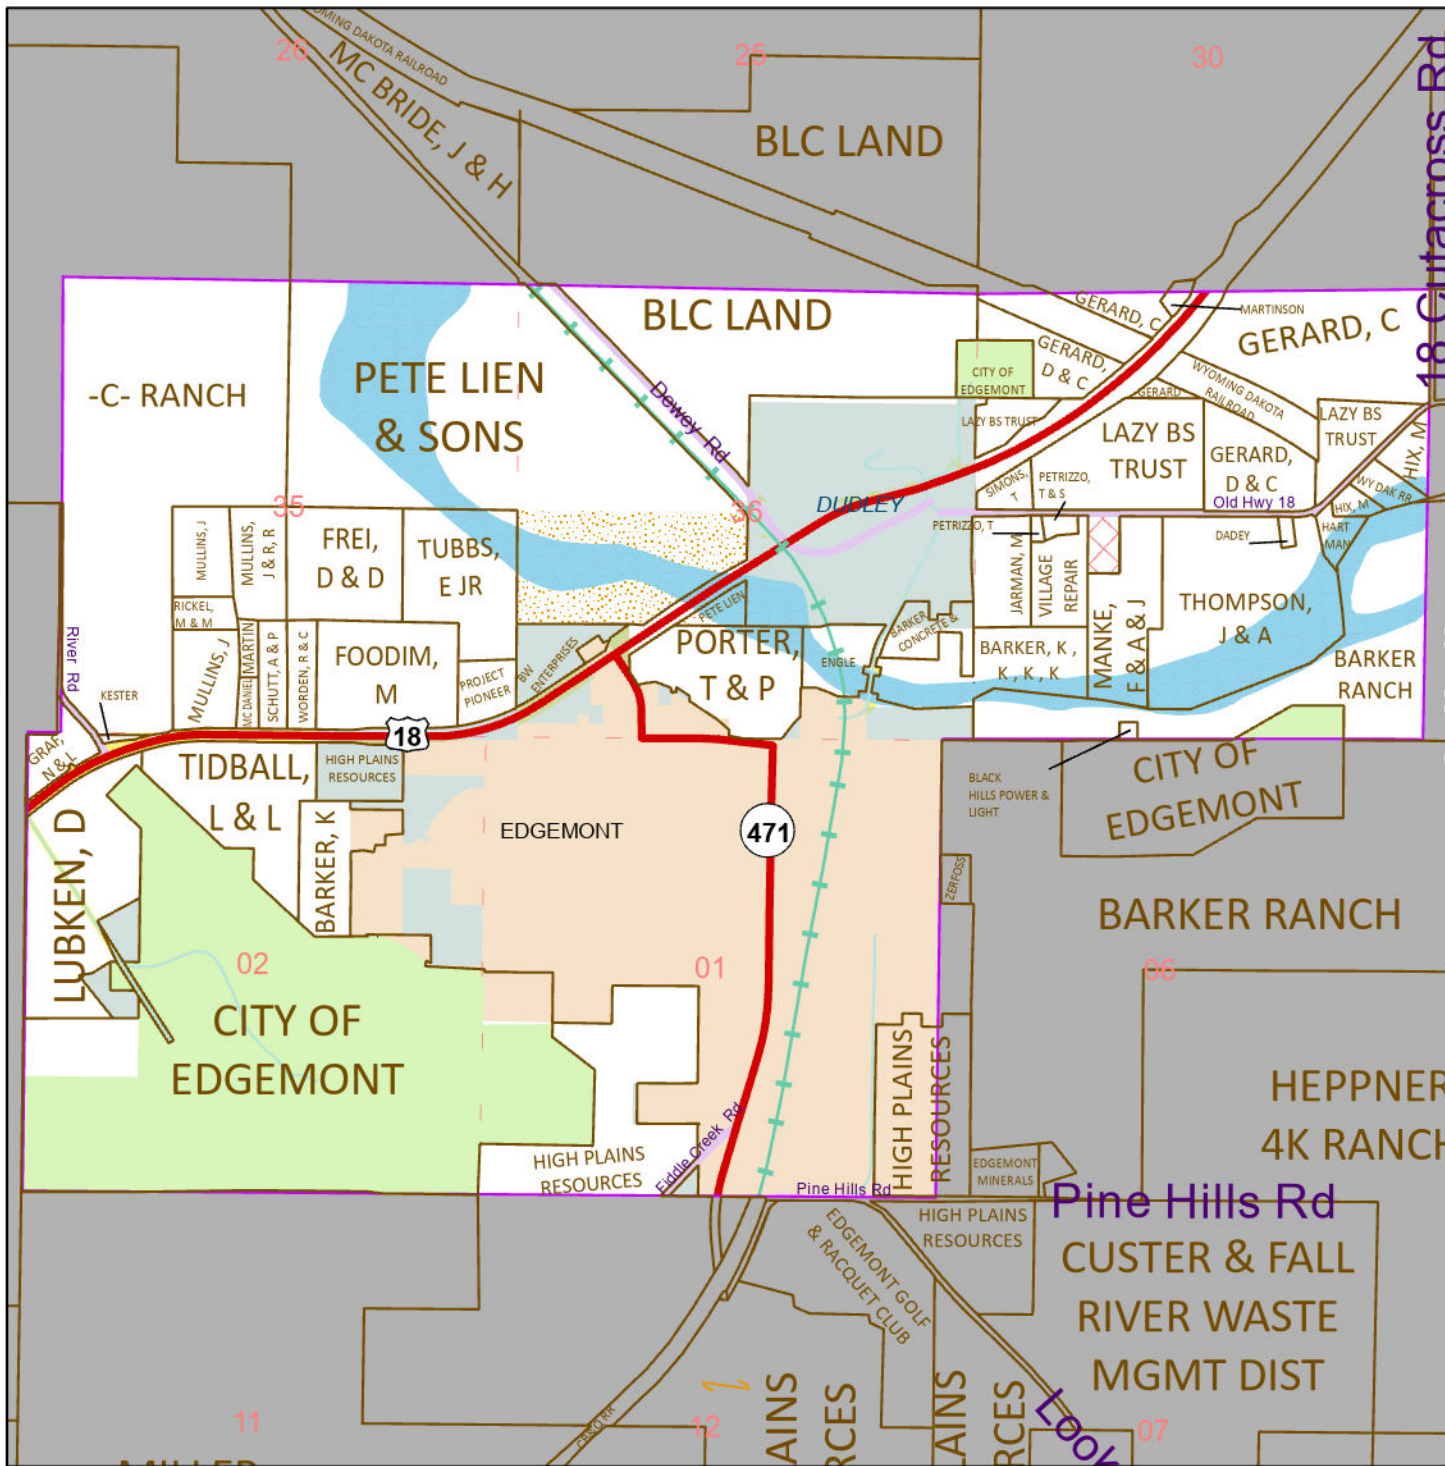 26
25
30
WYOMING DAKOTA RAILROAD
MC BRIDE, J & H
BLC LAND
18 Cutacross Rd
BLC LAND
GERARD, C
MARTINSON
GERARD, C
-C- RANCH
PETE LIEN
& SONS
Dewey Rd
CITY OF
EDGEMONT
GERARD,
D & C
GERARD
WYOMING DAKOTA
RAILROAD
LAZY BS TRUST
LAZY BS
TRUST
LAZY BS
TRUST
HIX, M
GERARD,
D & C
SIMONS,
T
PETRIZZO,
T & S
WY DAK RR
HIX, M
Old Hwy 18
35
36
DUDLEY
PETRIZZO, T
DADEY
HART
MAN
MULLINS, J
MULLINS,
J & R, R
FREI,
D & D
TUBBS,
E JR
JARMAN, M
VILLAGE
REPAIR
MANKE,
F & A & J
THOMPSON,
J & A
RICKEL,
M & M
MULLINS, J
MC DANIEL
MARTIN
SCHUTT, A & P
WORDEN, R & C
FOODIM,
M
PROJECT
PIONEER
BW
ENTERPRISES
PETE LIEN
PORTER,
T & P
ENGLE
BARKER
CONCRETE &
BARKER, K ,
K , K , K
BARKER
RANCH
River Rd
KESTER
GRAF,
N & L
18
TIDBALL,
L & L
HIGH PLAINS
RESOURCES
BLACK
HILLS POWER &
LIGHT
CITY OF
EDGEMONT
LUBKEN, D
BARKER, K
EDGEMONT
471
ZERFOSS
BARKER RANCH
02
01
06
CITY OF
EDGEMONT
HIGH PLAINS
RESOURCES
HEPPNER
4K RANCH
HIGH PLAINS
RESOURCES
Fiddle Creek Rd
Pine Hills Rd
EDGEMONT
MINERALS
Pine Hills Rd
HIGH PLAINS
RESOURCES
EDGEMONT GOLF
& RACQUET CLUB
CUSTER & FALL
RIVER WASTE
MGMT DIST
11
12
07
AINS
RCES
AINS
RCES
Look
MILLER